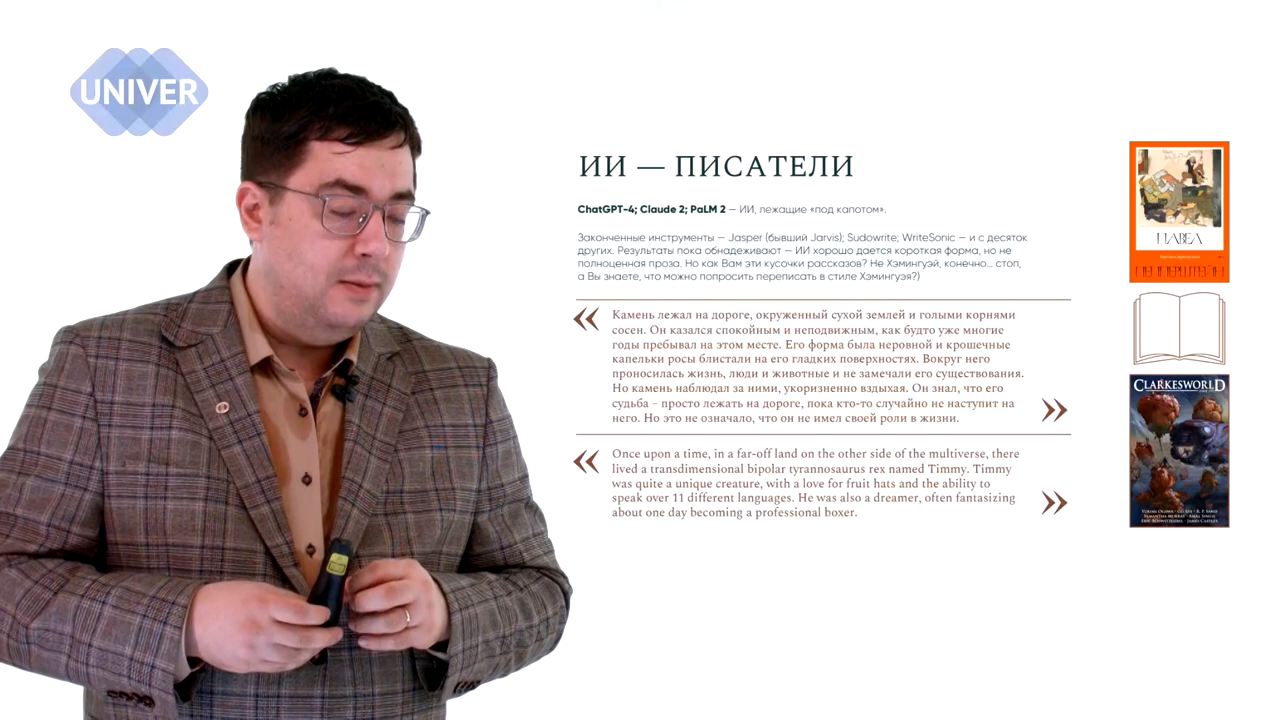 UNIVER
ИИ — ПИСАТЕЛИ
ChatGPT-4; Claude 2; PaLM 2 — ИИ, лежащие «под капотом».
Законченные инструменты — Jasper (бывший Jarvis); Sudowrite; WriteSonic — и с десяток
других. Результаты пока обнадеживают — ИИ хорошо дается короткая форма, но не
полноценная проза. Но как Вам эти кусочки рассказов? Не Хэмингуэй, конечно... стоп,
а Вы знаете, что можно попросить переписать в стиле Хэмингуэя?)
« Камень лежал на дороге, окруженный сухой землей и голыми корнями
сосен. Он казался спокойным и неподвижным, как будто уже многие
годы пребывал на этом месте. Его форма была неровной и крошечные
капельки росы блистали на его гладких поверхностях. Вокруг него
проносилась жизнь, люди и животные и не замечали его существования.
Но камень наблюдал за ними, укоризненно вздыхая. Он знал, что его
судьба - просто лежать на дороге, пока кто-то случайно не наступит на
него. Но это не означало, что он не имел своей роли в жизни. »
« Once upon a time, in a far-off land on the other side of the multiverse, there
lived a transdimensional bipolar tyrannosaurus rex named Timmy. Timmy
was quite a unique creature, with a love for fruit hats and the ability to
speak over 11 different languages. He was also a dreamer, often fantasizing
about one day becoming a professional boxer. »
ПАВЕЛ
CLARKESWORLD